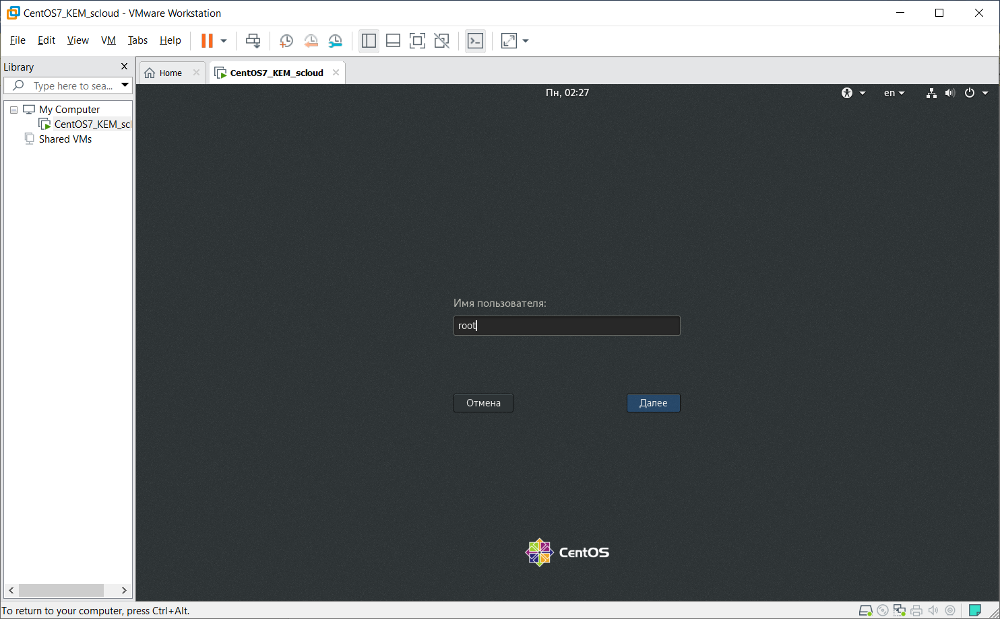 CentOS7_KEM_scloud - VMware Workstation
File Edit View VM Tabs Help
Library
Home
CentOS7_KEM_scloud
Type here to sea...
Пн, 02:27
en
My Computer
CentOS7_KEM_scl
Shared VMs
Имя пользователя:
root
Отмена
Далее
CentOS
To return to your computer, press Ctrl+Alt.